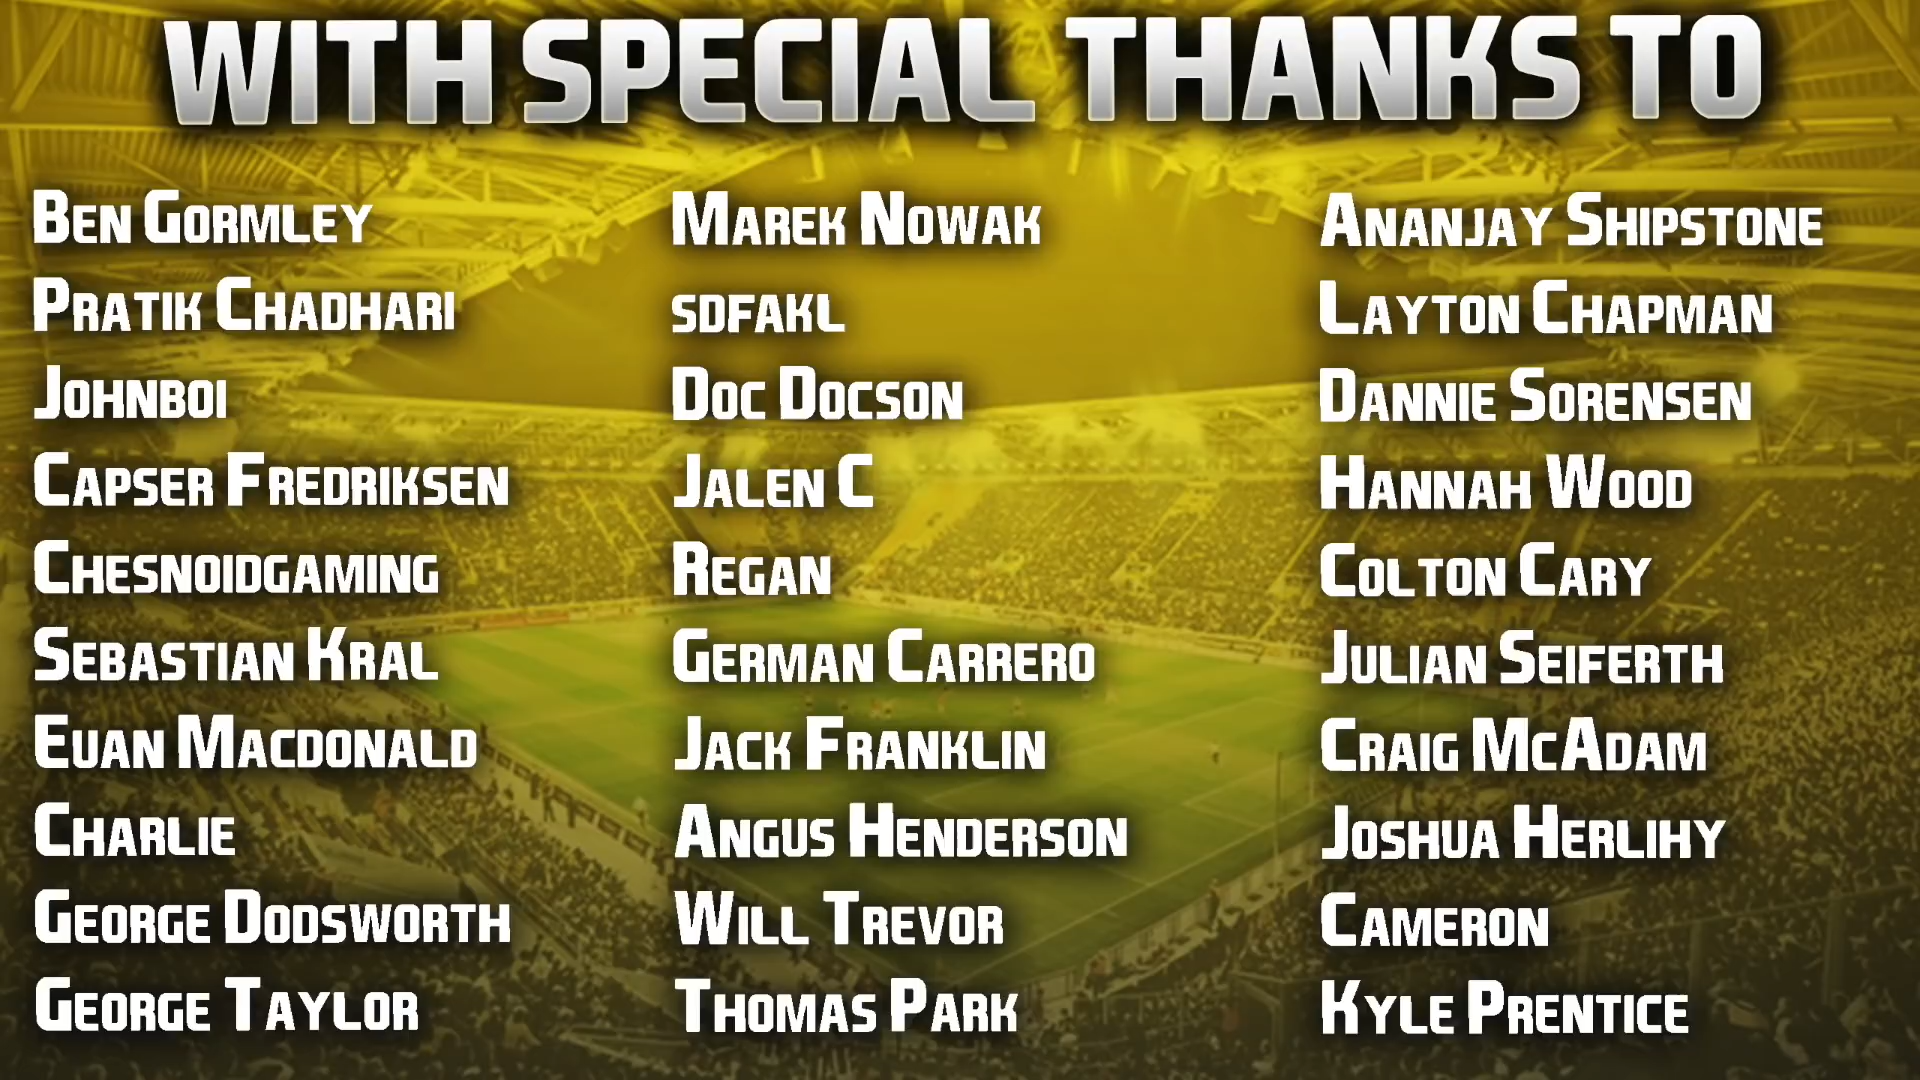 WITH SPECIAL THANKS TO
Ben Gormley
Pratik Chadhari
Johnboi
Capser Fredriksen
Chesnoidgaming
Sebastian Kral
Euan Macdonald
Charlie
George Dodsworth
George Taylor
Marek Nowak
sdfakl
Doc Docson
Jalen C
Regan
German Carrero
Jack Franklin
Angus Henderson
Will Trevor
Thomas Park
Ananjay Shipstone
Layton Chapman
Dannie Sorensen
Hannah Wood
Colton Cary
Julian Seiferth
Craig McAdam
Joshua Herlihy
Cameron
Kyle Prentice